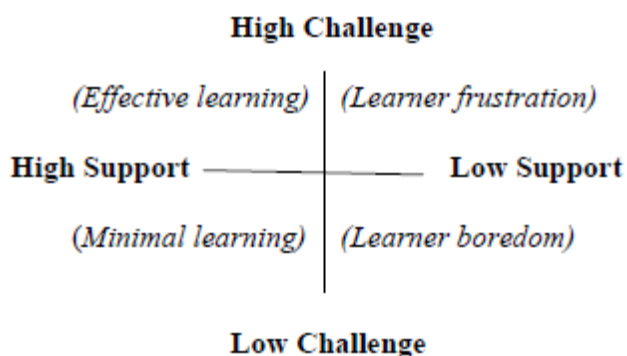 High Challenge
(Effective learning) (Learner frustration)
High Support Low Support
(Minimal learning) (Learner boredom)
Low Challenge